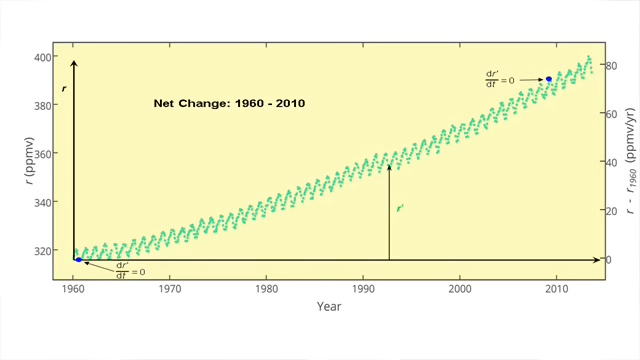 Net Change: 1960 - 2010
r
400
380
360
340
320
r (ppmv)
80
60
40
20
0
r - r1960 (ppmv/yr)
dr'/dt = 0
r'
dr'/dt = 0
1960 1970 1980 1990 2000 2010
Year